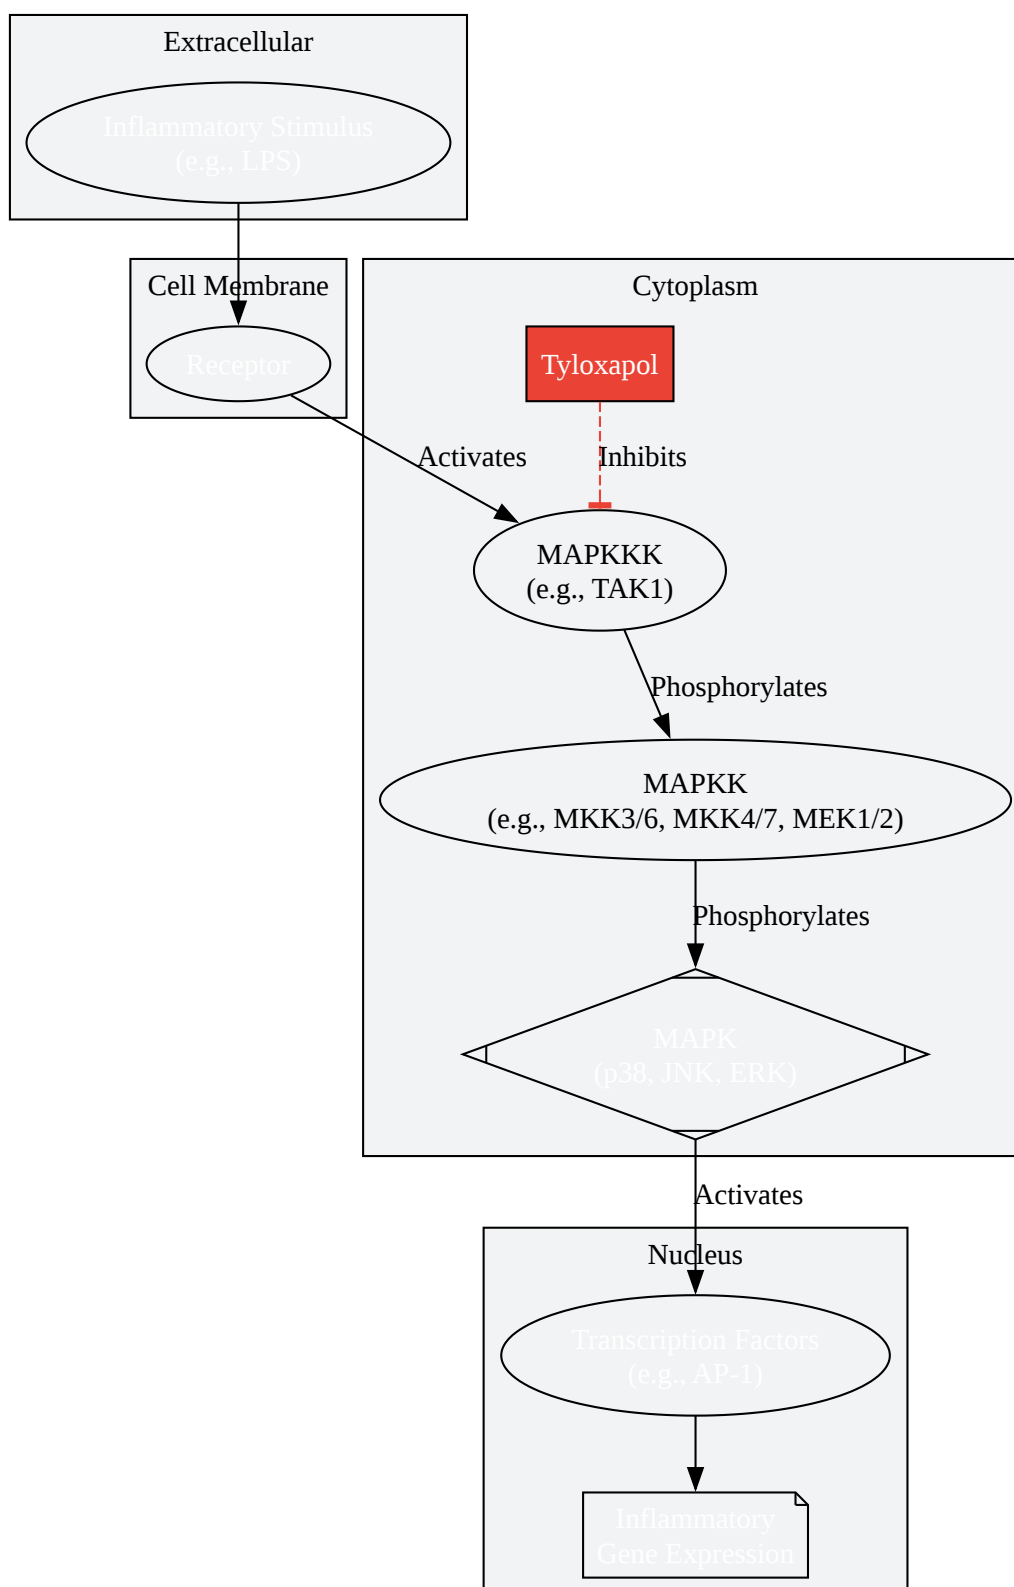 Extracellular
Inflammatory Stimulus
(e.g., LPS)
Cell Membrane
Receptor
Cytoplasm
Tyloxapol
Activates
Inhibits
MAPKKK
(e.g., TAK1)
Phosphorylates
MAPKK
(e.g., MKK3/6, MKK4/7, MEK1/2)
Phosphorylates
MAPK
(p38, JNK, ERK)
Activates
Nucleus
Transcription Factors
(e.g., AP-1)
Inflammatory
Gene Expression